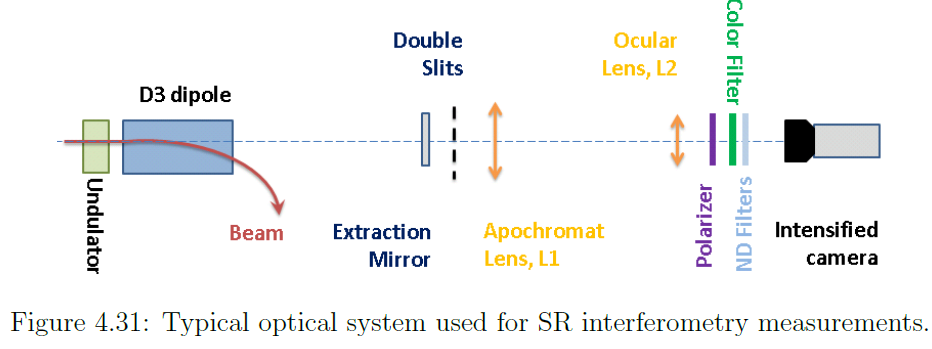 Double
Slits
Ocular
Lens, L2
Color Filter
D3 dipole
Undulator
Beam
Extraction
Mirror
Apochromat
Lens, L1
Polarizer
ND Filters
Intensified
camera
Figure 4.31: Typical optical system used for SR interferometry measurements.